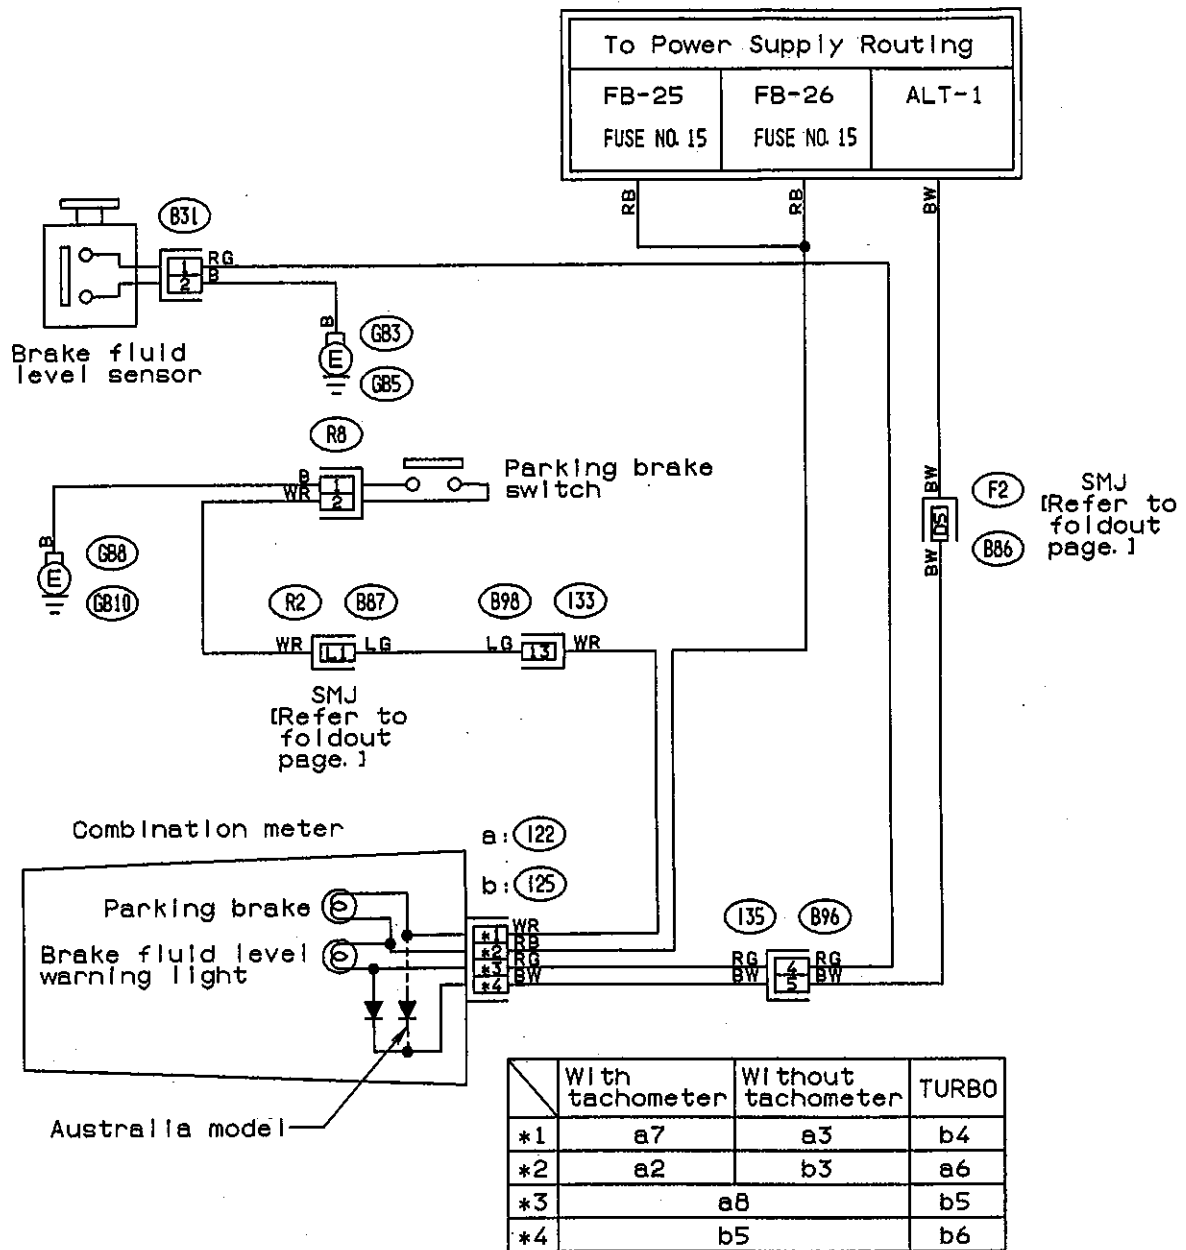 To Power Supply Routing
FB-25
FUSE NO. 15
FB-26
FUSE NO. 15
ALT-1
RB
RB
BW
B31
1
2
RG
B
B
E
GB3
GB5
Brake fluid
level sensor
R8
B
WR
1
2
Parking brake
switch
B
E
GB8
GB10
BW
D5
BW
F2
B86
SMJ
[Refer to
foldout
page.]
R2
B87
B98
I33
WR
L1
LG
LG
13
WR
SMJ
[Refer to
foldout
page.]
Combination meter
a: I22
b: I25
Parking brake
Brake fluid level
warning light
*1
*2
*3
*4
WR
RB
RG
BW
I35
B96
RG
BW
4
5
RG
BW
Australia model
With tachometer Without tachometer TURBO
*1 a7 a3 b4
*2 a2 b3 a6
*3 a8 b5
*4 b5 b6